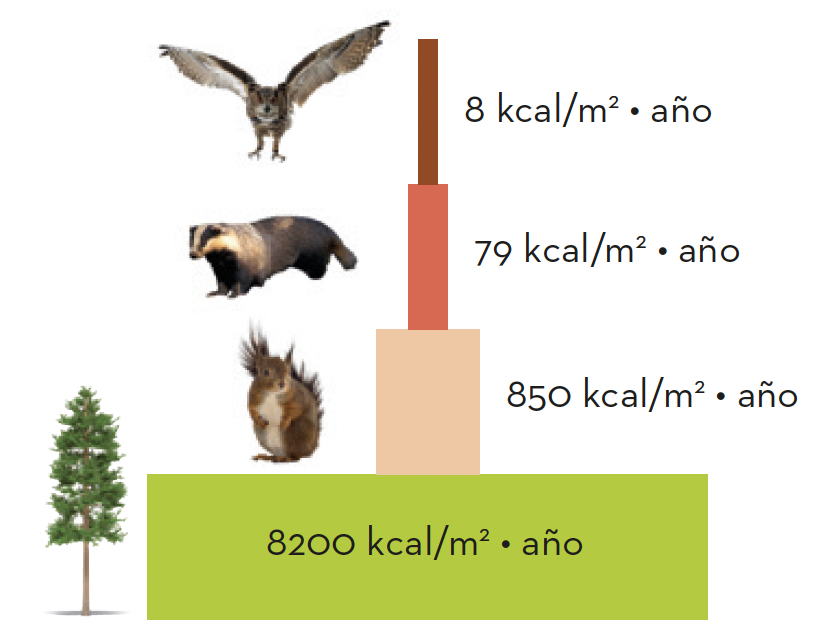 8 kcal/m² • año
79 kcal/m² • año
850 kcal/m² • año
8200 kcal/m² • año